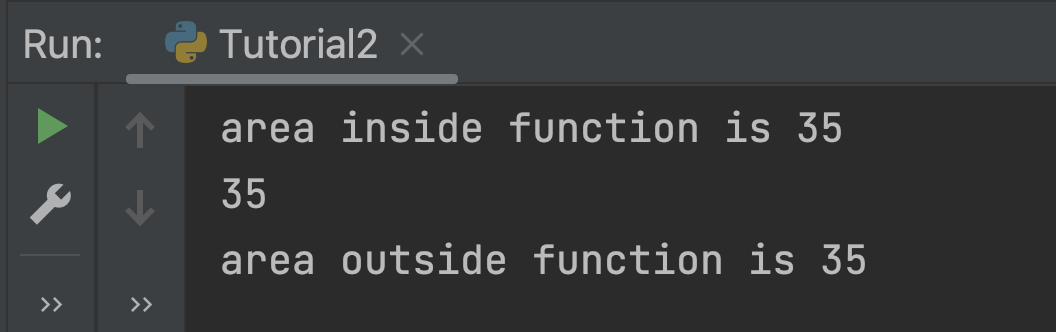 Run: Tutorial2
area inside function is 35
35
area outside function is 35